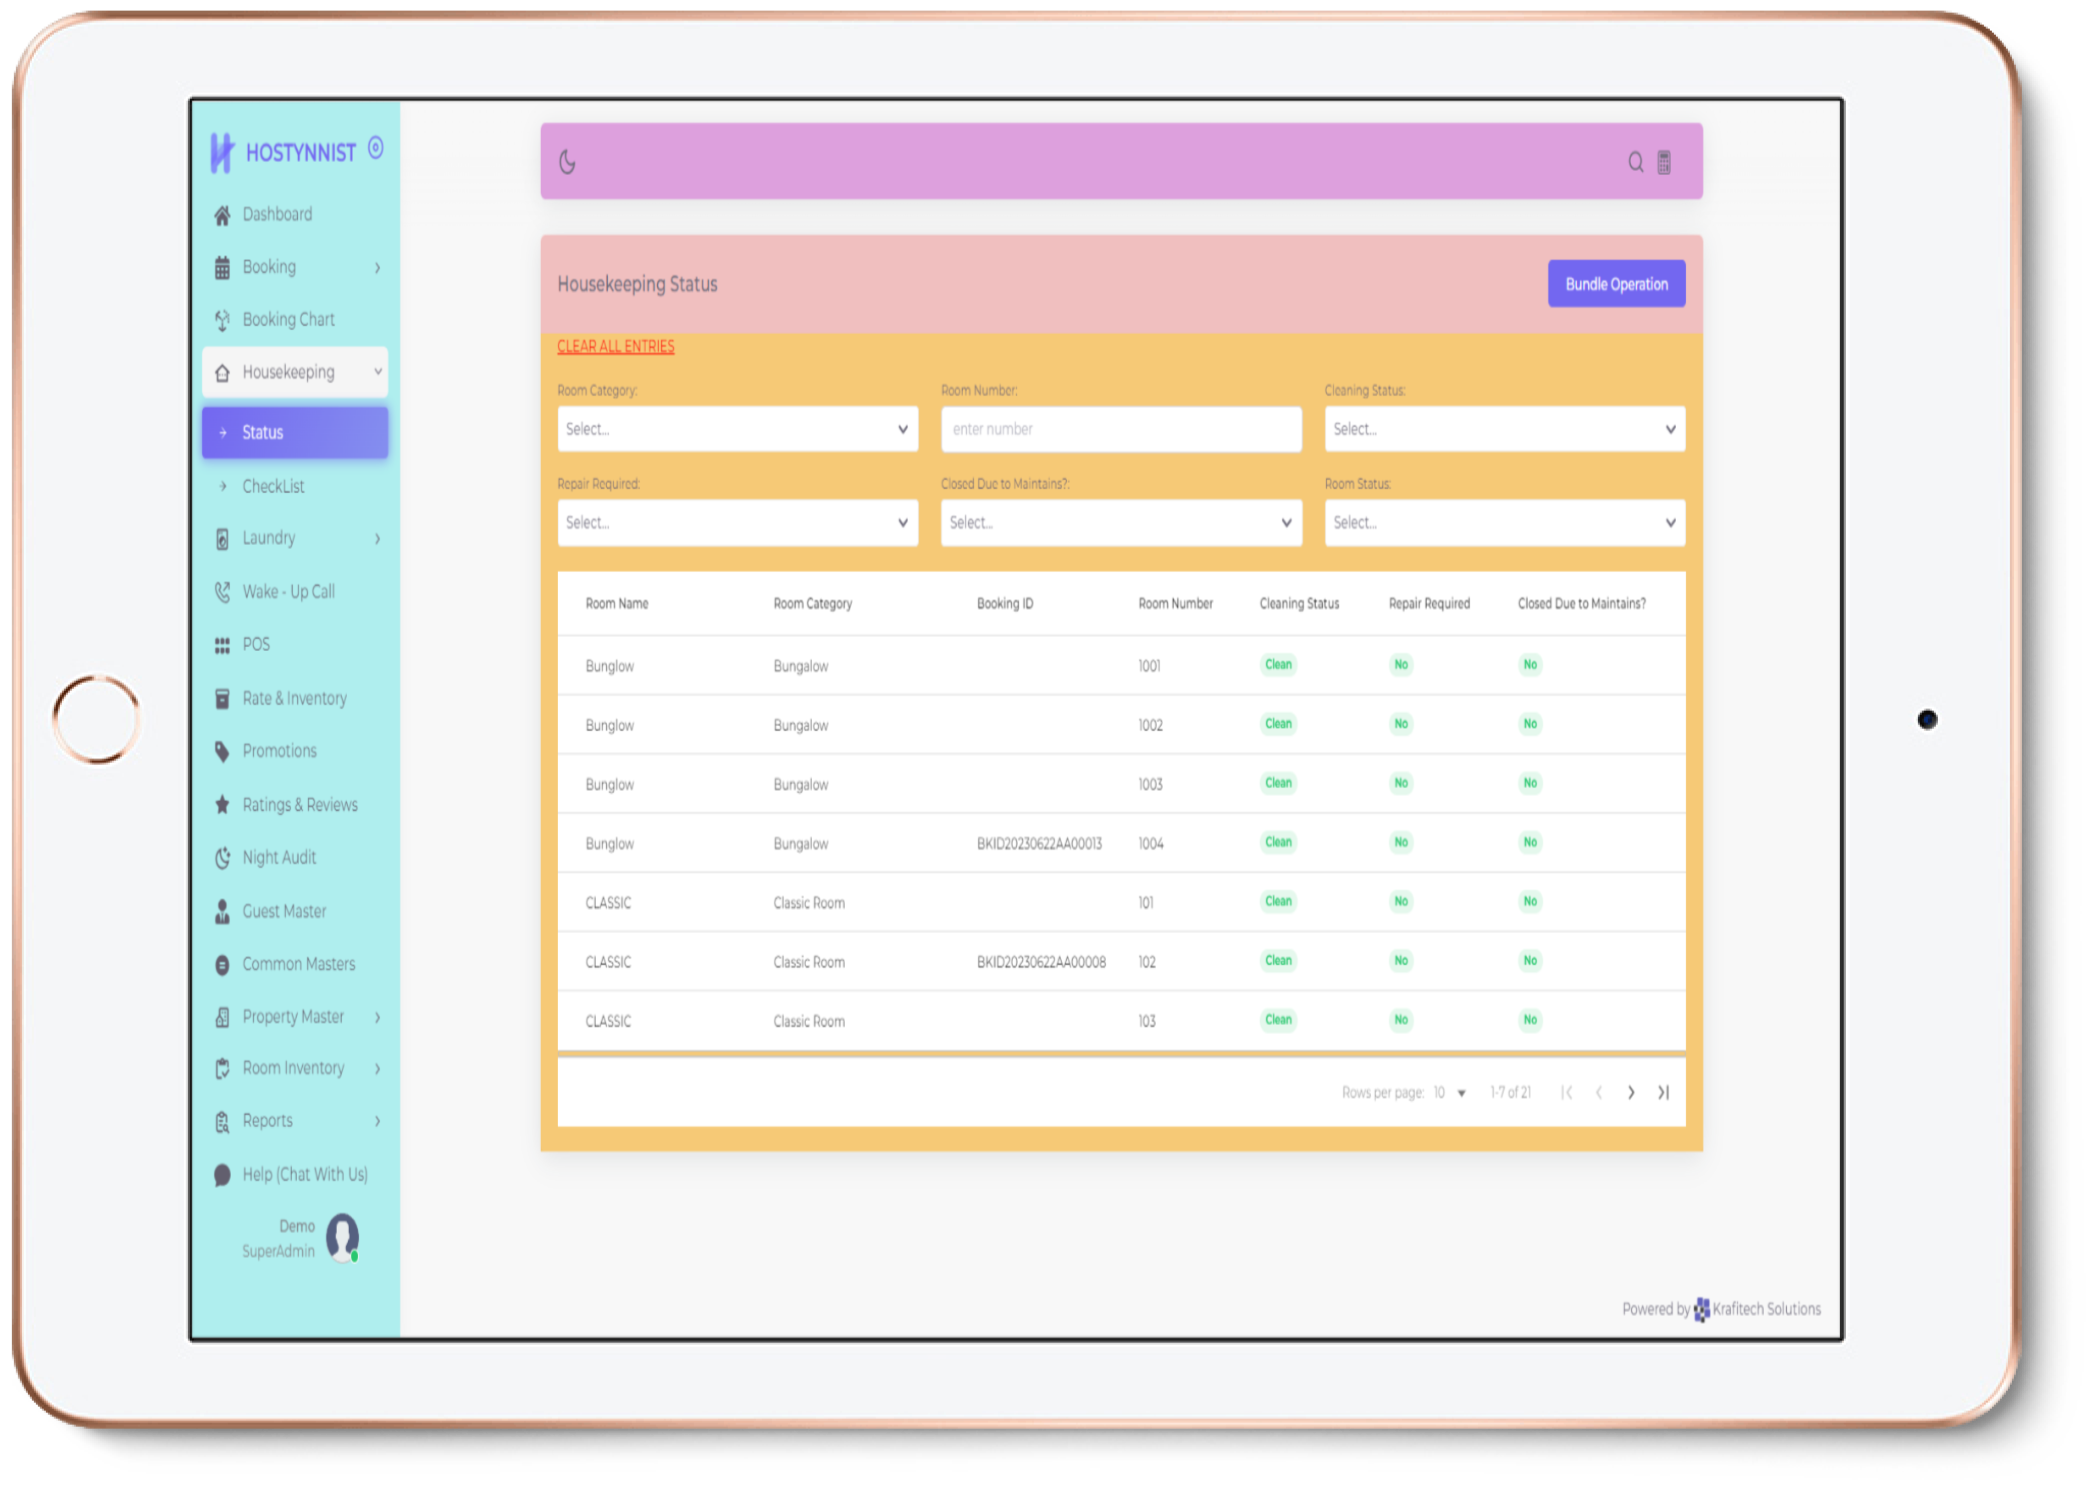 HOSTYNNIST
Dashboard
Booking
Booking Chart
Housekeeping
Status
CheckList
Laundry
Wake - Up Call
POS
Rate & Inventory
Promotions
Ratings & Reviews
Night Audit
Guest Master
Common Masters
Property Master
Room Inventory
Reports
Help (Chat With Us)
Demo
SuperAdmin
Housekeeping Status
Bundle Operation
CLEAR ALL ENTRIES
Room Category: Room Number: Cleaning Status:
Select... enter number Select...
Repair Required: Closed Due to Maintains?: Room Status:
Select... Select... Select...
Room Name Room Category Booking ID Room Number Cleaning Status Repair Required Closed Due to Maintains?
Bunglow Bungalow 1001 Clean No No
Bunglow Bungalow 1002 Clean No No
Bunglow Bungalow 1003 Clean No No
Bunglow Bungalow BKID20230622AA00013 1004 Clean No No
CLASSIC Classic Room 101 Clean No No
CLASSIC Classic Room BKID20230622AA00008 102 Clean No No
CLASSIC Classic Room 103 Clean No No
Rows per page: 10 1-7 of 21
Powered by Krafitech Solutions